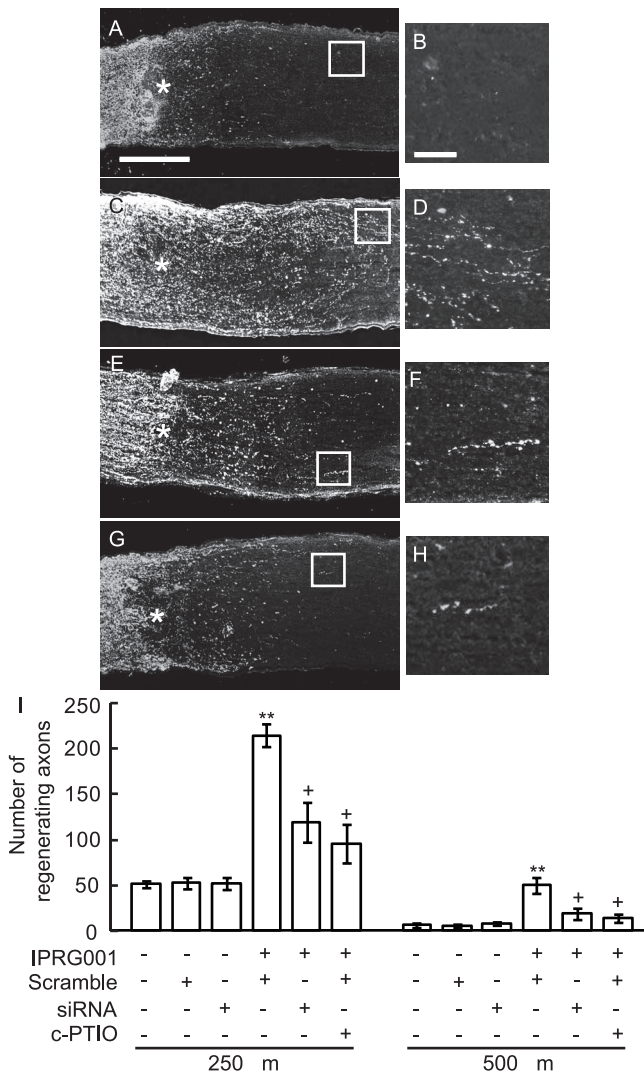 A
*
B
C
*
D
E
*
F
G
*
H
I
Number of
regenerating axons
250
200
150
100
50
0
**
+
+
**
+
+
IPRG001 - - - + + + - - - + + +
Scramble - + - + - + - + - + - +
siRNA - - + - + - - - + - + -
c-PTIO - - - - - + - - - - - +
250 m 500 m